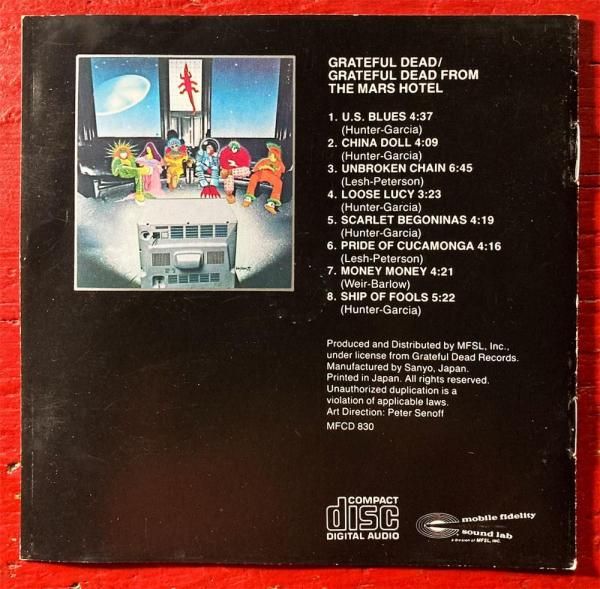 GRATEFUL DEAD/
GRATEFUL DEAD FROM
THE MARS HOTEL
1. U.S. BLUES 4:37
(Hunter-Garcia)
2. CHINA DOLL 4:09
(Hunter-Garcia)
3. UNBROKEN CHAIN 6:45
(Lesh-Peterson)
4. LOOSE LUCY 3:23
(Hunter-Garcia)
5. SCARLET BEGONINAS 4:19
(Hunter-Garcia)
6. PRIDE OF CUCAMONGA 4:16
(Lesh-Peterson)
7. MONEY MONEY 4:21
(Weir-Barlow)
8. SHIP OF FOOLS 5:22
(Hunter-Garcia)
Produced and Distributed by MFSL, Inc.,
under license from Grateful Dead Records.
Manufactured by Sanyo, Japan.
Printed in Japan. All rights reserved.
Unauthorized duplication is a
violation of applicable laws.
Art Direction: Peter Senoff
MFCD 830
COMPACT
disc
DIGITAL AUDIO
mobile fidelity
sound lab
a division of MFSL, INC.